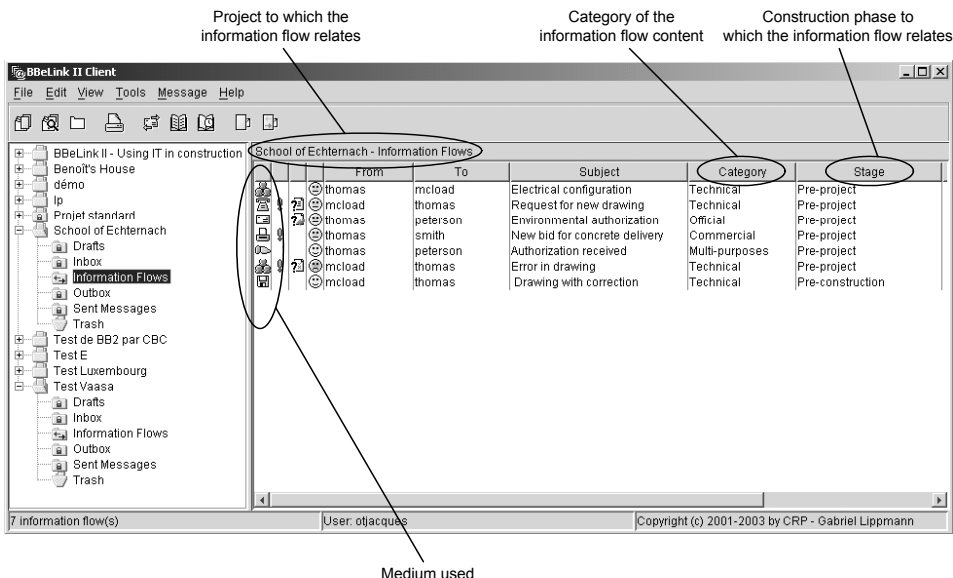 Project to which the
information flow relates
Category of the
information flow content
Construction phase to
which the information flow relates
BBeLink II Client
File Edit View Tools Message Help
BBeLink II - Using IT in construction
Benoît's House
démo
Ip
Projet standard
School of Echternach
Drafts
Inbox
Information Flows
Outbox
Sent Messages
Trash
Test de BB2 par CBC
Test E
Test Luxembourg
Test Vaasa
Drafts
Inbox
Information Flows
Outbox
Sent Messages
Trash
School of Echternach - Information Flows
From To Subject Category Stage
thomas mcload Electrical configuration Technical Pre-project
mcload thomas Request for new drawing Technical Pre-project
thomas peterson Environmental authorization Official Pre-project
thomas smith New bid for concrete delivery Commercial Pre-project
thomas peterson Authorization received Multi-purposes Pre-project
mcload thomas Error in drawing Technical Pre-project
mcload thomas Drawing with correction Technical Pre-construction
7 information flow(s) User: otjacques Copyright (c) 2001-2003 by CRP - Gabriel Lippmann
Medium used